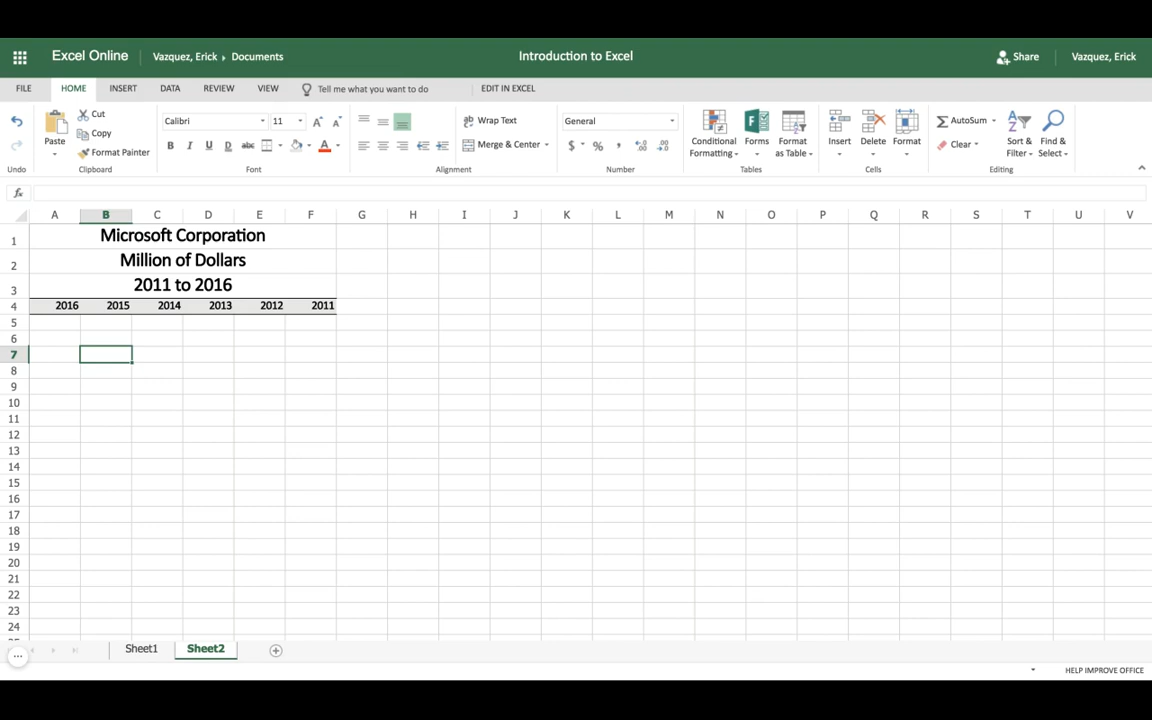 Excel Online Vazquez, Erick ▸ Documents Introduction to Excel Share Vazquez, Erick
FILE HOME INSERT DATA REVIEW VIEW Tell me what you want to do EDIT IN EXCEL
Undo
Paste
Cut
Copy
Format Painter
Clipboard
Calibri 11
B I U D abc A
Font
Wrap Text
Merge & Center
Alignment
General
$ % ,
Number
Conditional
Formatting
Forms
Format
as Table
Tables
Insert Delete Format
Cells
AutoSum
Clear
Sort &
Filter
Find &
Select
Editing
fx
A B C D E F G H I J K L M N O P Q R S T U V
1 Microsoft Corporation
2 Million of Dollars
3 2011 to 2016
4 2016 2015 2014 2013 2012 2011
5
6
7
8
9
10
11
12
13
14
15
16
17
18
19
20
21
22
23
24
Sheet1 Sheet2
HELP IMPROVE OFFICE